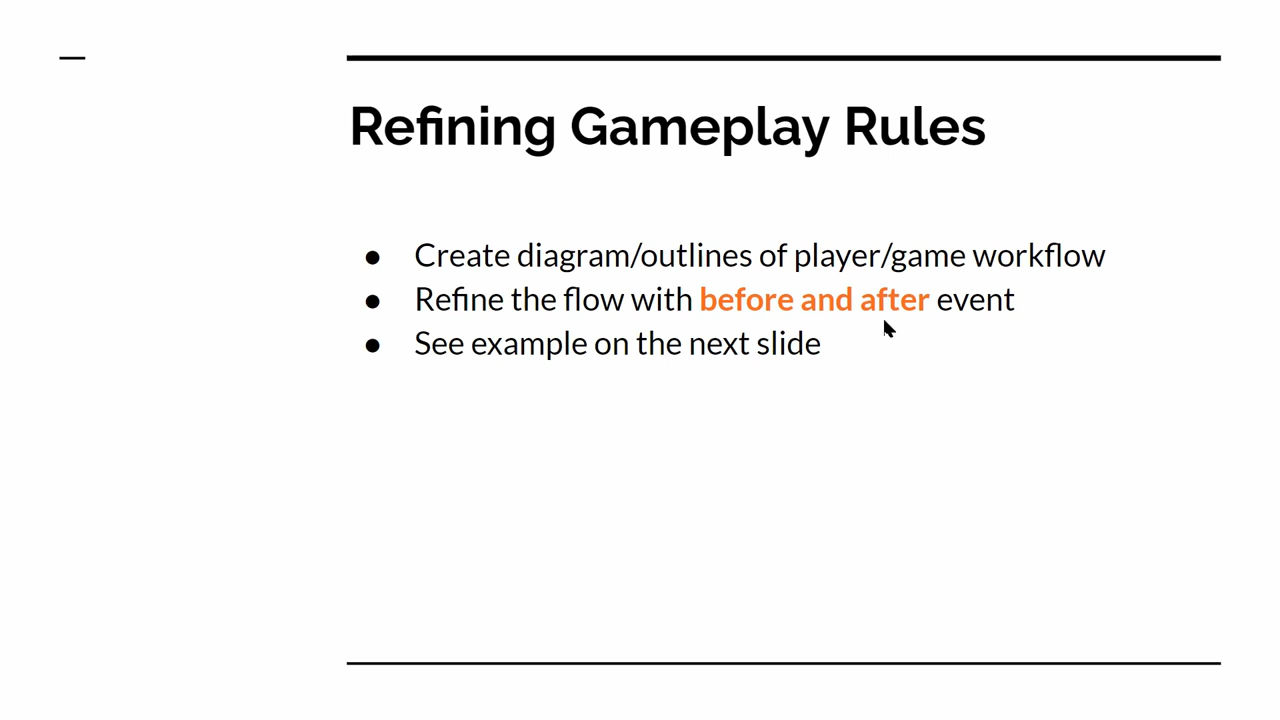 Refining Gameplay Rules
● Create diagram/outlines of player/game workflow
● Refine the flow with before and after event
● See example on the next slide